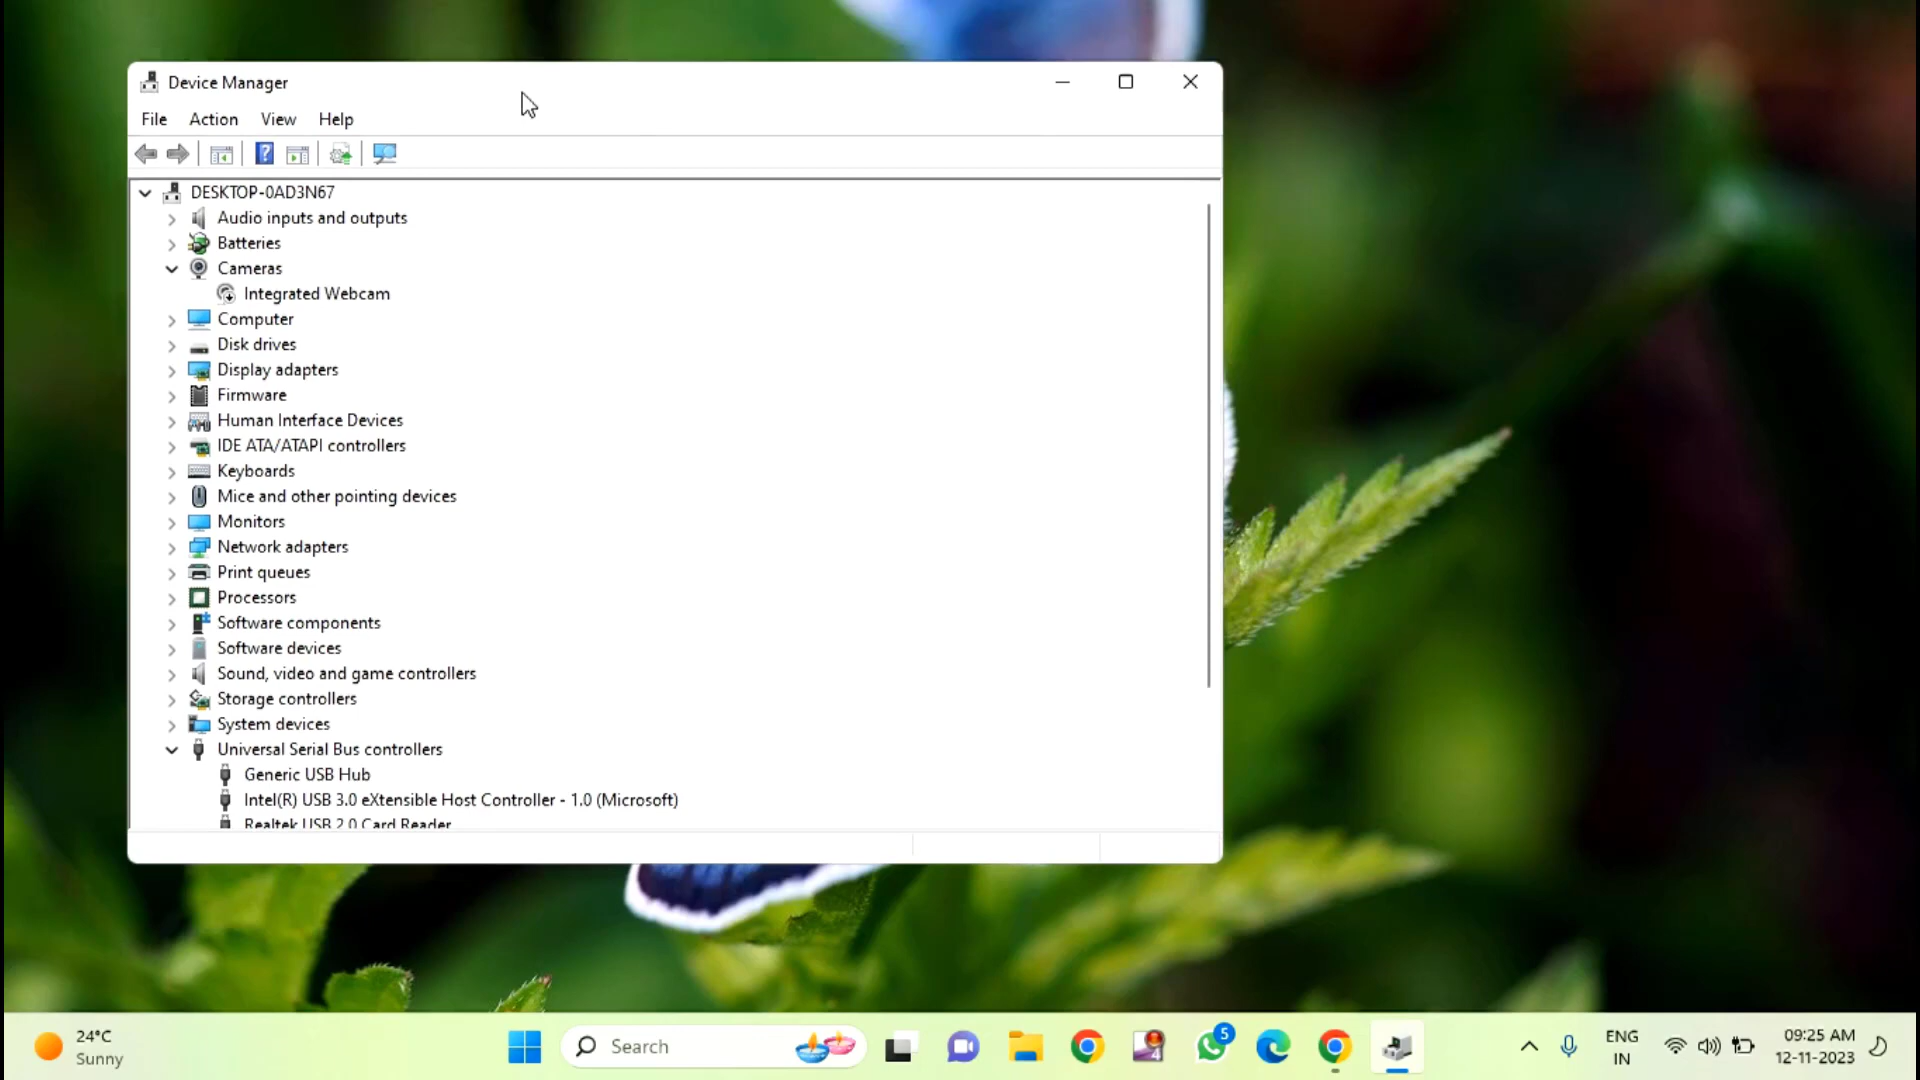 Device Manager
File Action View Help
DESKTOP-0AD3N67
Audio inputs and outputs
Batteries
Cameras
Integrated Webcam
Computer
Disk drives
Display adapters
Firmware
Human Interface Devices
IDE ATA/ATAPI controllers
Keyboards
Mice and other pointing devices
Monitors
Network adapters
Print queues
Processors
Software components
Software devices
Sound, video and game controllers
Storage controllers
System devices
Universal Serial Bus controllers
Generic USB Hub
Intel(R) USB 3.0 eXtensible Host Controller - 1.0 (Microsoft)
Realtek USB 2.0 Card Reader
24°C
Sunny
Search
4
5
ENG
IN
09:25 AM
12-11-2023